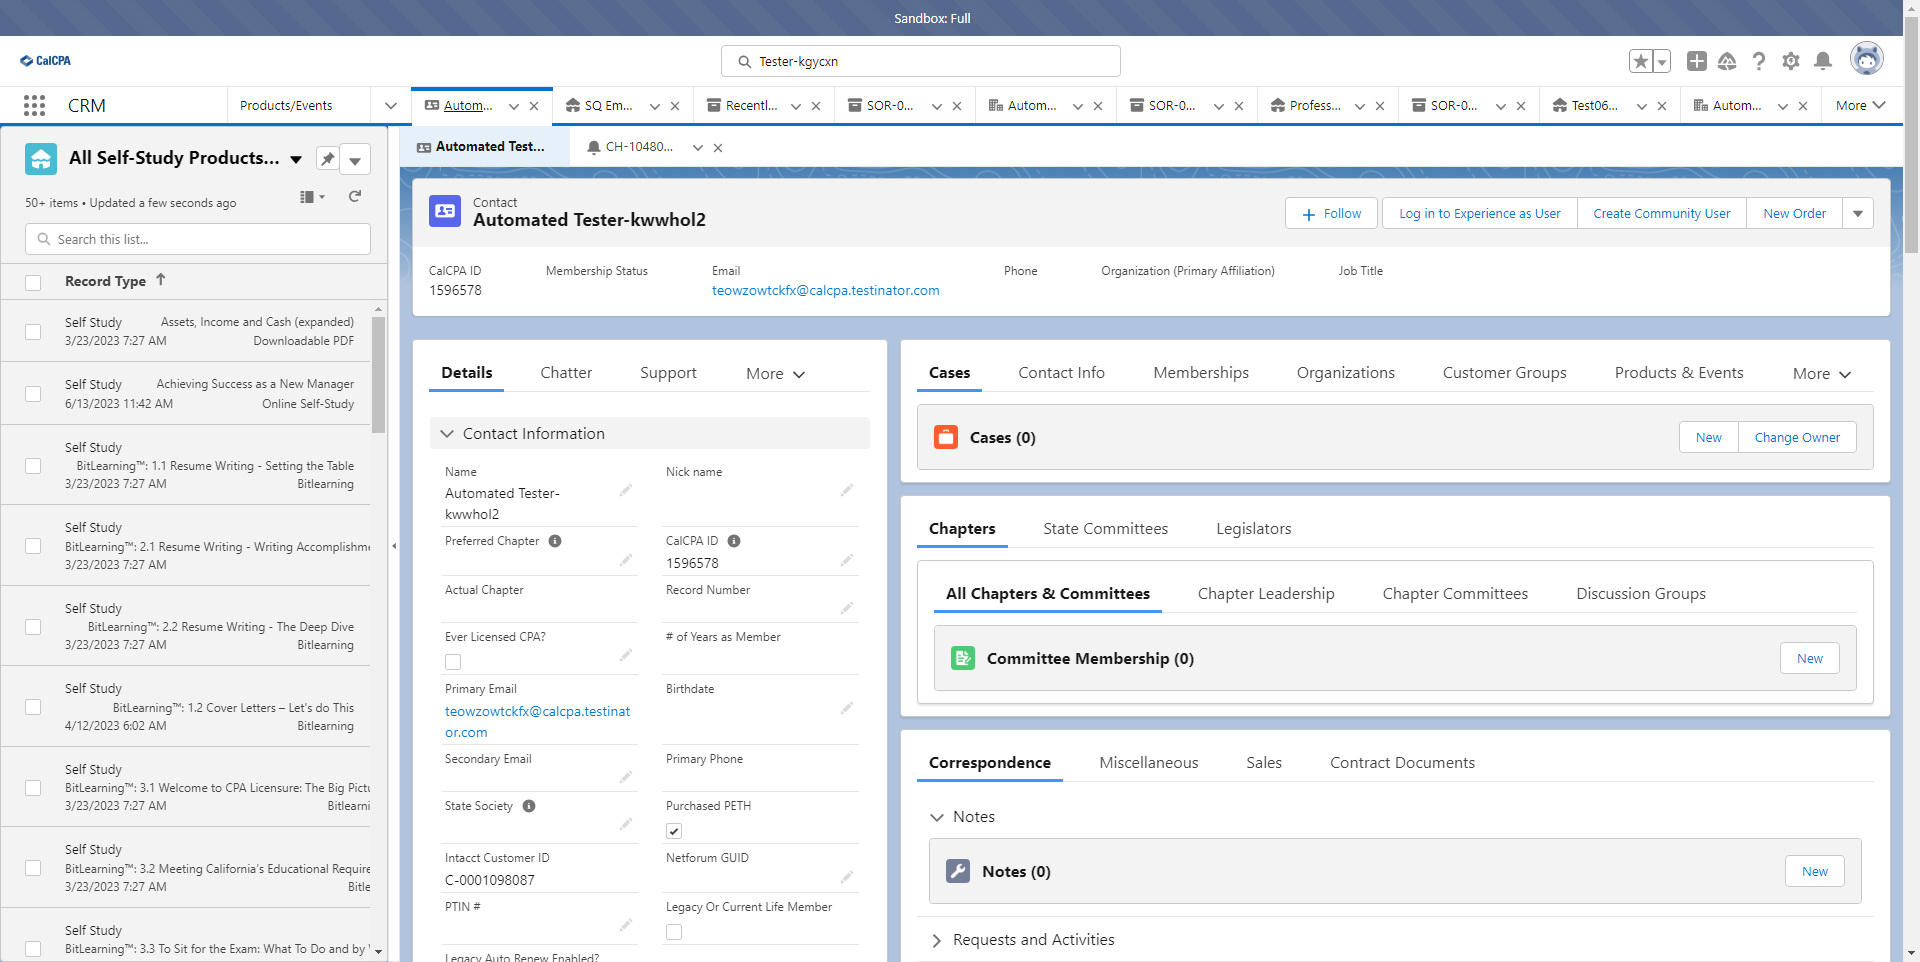 Sandbox: Full
CalCPA
Tester-kgycxn
CRM
Products/Events
Autom...
SQ Em...
Recentl...
SOR-0...
Autom...
SOR-0...
Profess...
SOR-0...
Test06...
Autom...
More
All Self-Study Products...
50+ items • Updated a few seconds ago
Search this list...
Record Type
Self Study
Assets, Income and Cash (expanded)
3/23/2023 7:27 AM
Downloadable PDF
Self Study
Achieving Success as a New Manager
6/13/2023 11:42 AM
Online Self-Study
Self Study
BitLearning™: 1.1 Resume Writing - Setting the Table
3/23/2023 7:27 AM
Bitlearning
Self Study
BitLearning™: 2.1 Resume Writing - Writing Accomplishme
3/23/2023 7:27 AM
Self Study
BitLearning™: 2.2 Resume Writing - The Deep Dive
3/23/2023 7:27 AM
Bitlearning
Self Study
BitLearning™: 1.2 Cover Letters – Let's do This
4/12/2023 6:02 AM
Bitlearning
Self Study
BitLearning™: 3.1 Welcome to CPA Licensure: The Big Pictu
3/23/2023 7:27 AM
Bitlearni
Self Study
BitLearning™: 3.2 Meeting California's Educational Require
3/23/2023 7:27 AM
Bitle
Self Study
BitLearning™: 3.3 To Sit for the Exam: What To Do and by
Automated Test...
CH-10480...
Contact
Automated Tester-kwwhol2
Follow
Log in to Experience as User
Create Community User
New Order
CalCPA ID
1596578
Membership Status
Email
teowzowtckfx@calcpa.testinator.com
Phone
Organization (Primary Affiliation)
Job Title
Details
Chatter
Support
More
Contact Information
Name
Automated Tester-
kwwhol2
Nick name
Preferred Chapter
CalCPA ID
1596578
Actual Chapter
Record Number
Ever Licensed CPA?
# of Years as Member
Primary Email
teowzowtckfx@calcpa.testinat
or.com
Birthdate
Secondary Email
Primary Phone
State Society
Purchased PETH
Intacct Customer ID
C-0001098087
Netforum GUID
PTIN #
Legacy Or Current Life Member
Legacy Auto Renew Enabled?
Cases
Contact Info
Memberships
Organizations
Customer Groups
Products & Events
More
Cases (0)
New
Change Owner
Chapters
State Committees
Legislators
All Chapters & Committees
Chapter Leadership
Chapter Committees
Discussion Groups
Committee Membership (0)
New
Correspondence
Miscellaneous
Sales
Contract Documents
Notes
Notes (0)
New
Requests and Activities